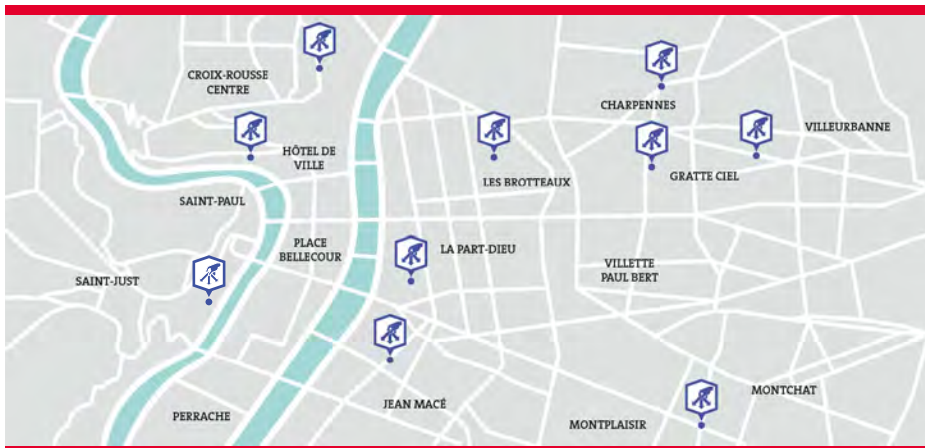 CROIX-ROUSSE
CENTRE
CHARPENNES
VILLEURBANNE
HÔTEL DE
VILLE
LES BROTTEAUX
GRATTE CIEL
SAINT-PAUL
PLACE
BELLECOUR
LA PART-DIEU
VILLETTE
PAUL BERT
SAINT-JUST
MONTCHAT
JEAN MACÉ
PERRACHE
MONTPLAISIR